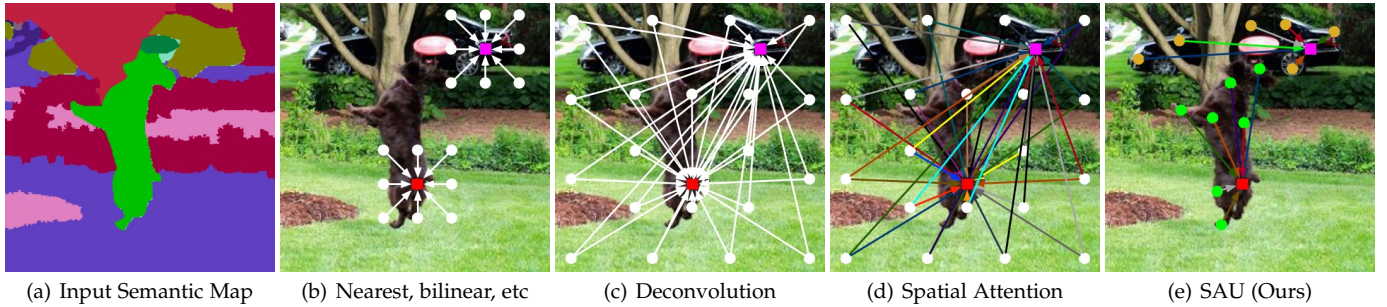 (a) Input Semantic Map
(b) Nearest, bilinear, etc
(c) Deconvolution
(d) Spatial Attention
(e) SAU (Ours)